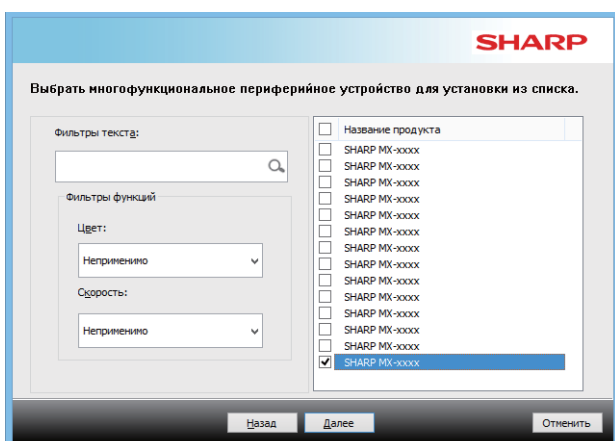 SHARP
Выбрать многофункциональное периферийное устройство для установки из списка.
Фильтры текста:
Фильтры функций
Цвет:
Неприменимо
Скорость:
Неприменимо
Название продукта
SHARP MX-xxxx
SHARP MX-xxxx
SHARP MX-xxxx
SHARP MX-xxxx
SHARP MX-xxxx
SHARP MX-xxxx
SHARP MX-xxxx
SHARP MX-xxxx
SHARP MX-xxxx
SHARP MX-xxxx
SHARP MX-xxxx
SHARP MX-xxxx
SHARP MX-xxxx
SHARP MX-xxxx
Назад
Далее
Отменить